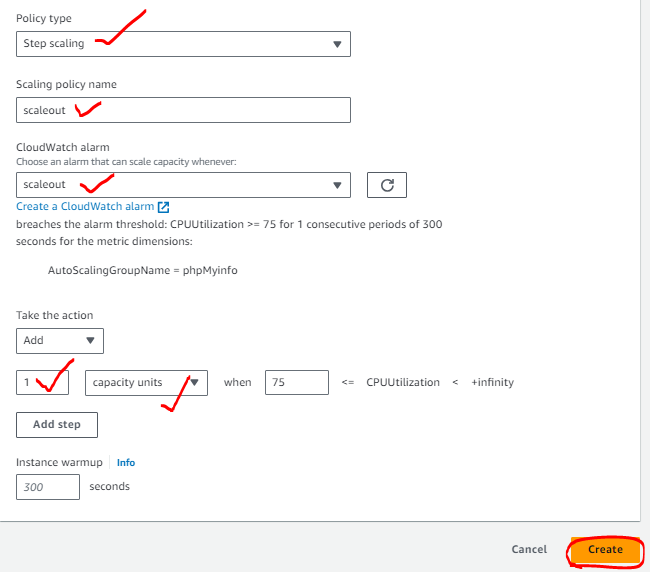 Policy type
Step scaling
Scaling policy name
scaleout
CloudWatch alarm
Choose an alarm that can scale capacity whenever:
scaleout
Create a CloudWatch alarm
breaches the alarm threshold: CPUUtilization >= 75 for 1 consecutive periods of 300
seconds for the metric dimensions:
AutoScalingGroupName = phpMyinfo
Take the action
Add
1 capacity units when 75 <= CPUUtilization < +infinity
Add step
Instance warmup Info
300 seconds
Cancel Create